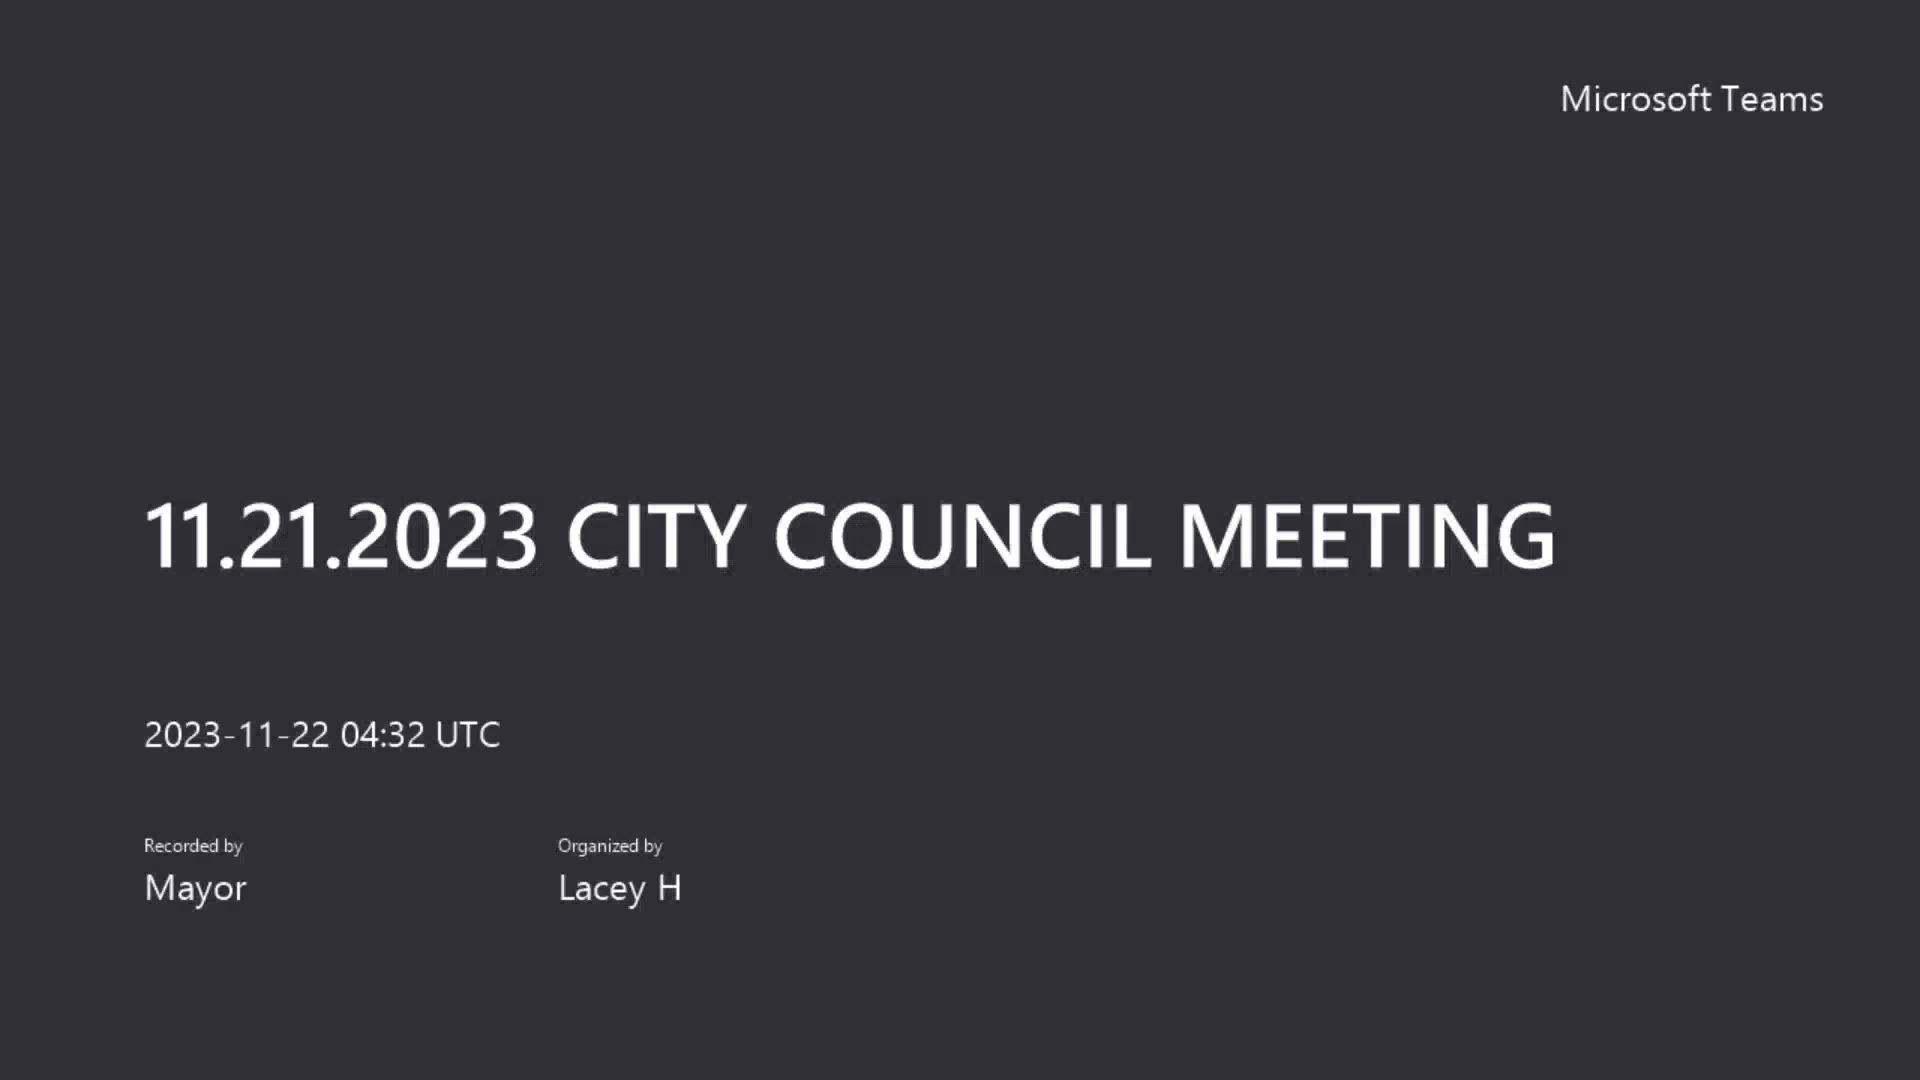 Microsoft Teams
11.21.2023 CITY COUNCIL MEETING
2023-11-22 04:32 UTC
Recorded by
Organized by
Mayor
Lacey H